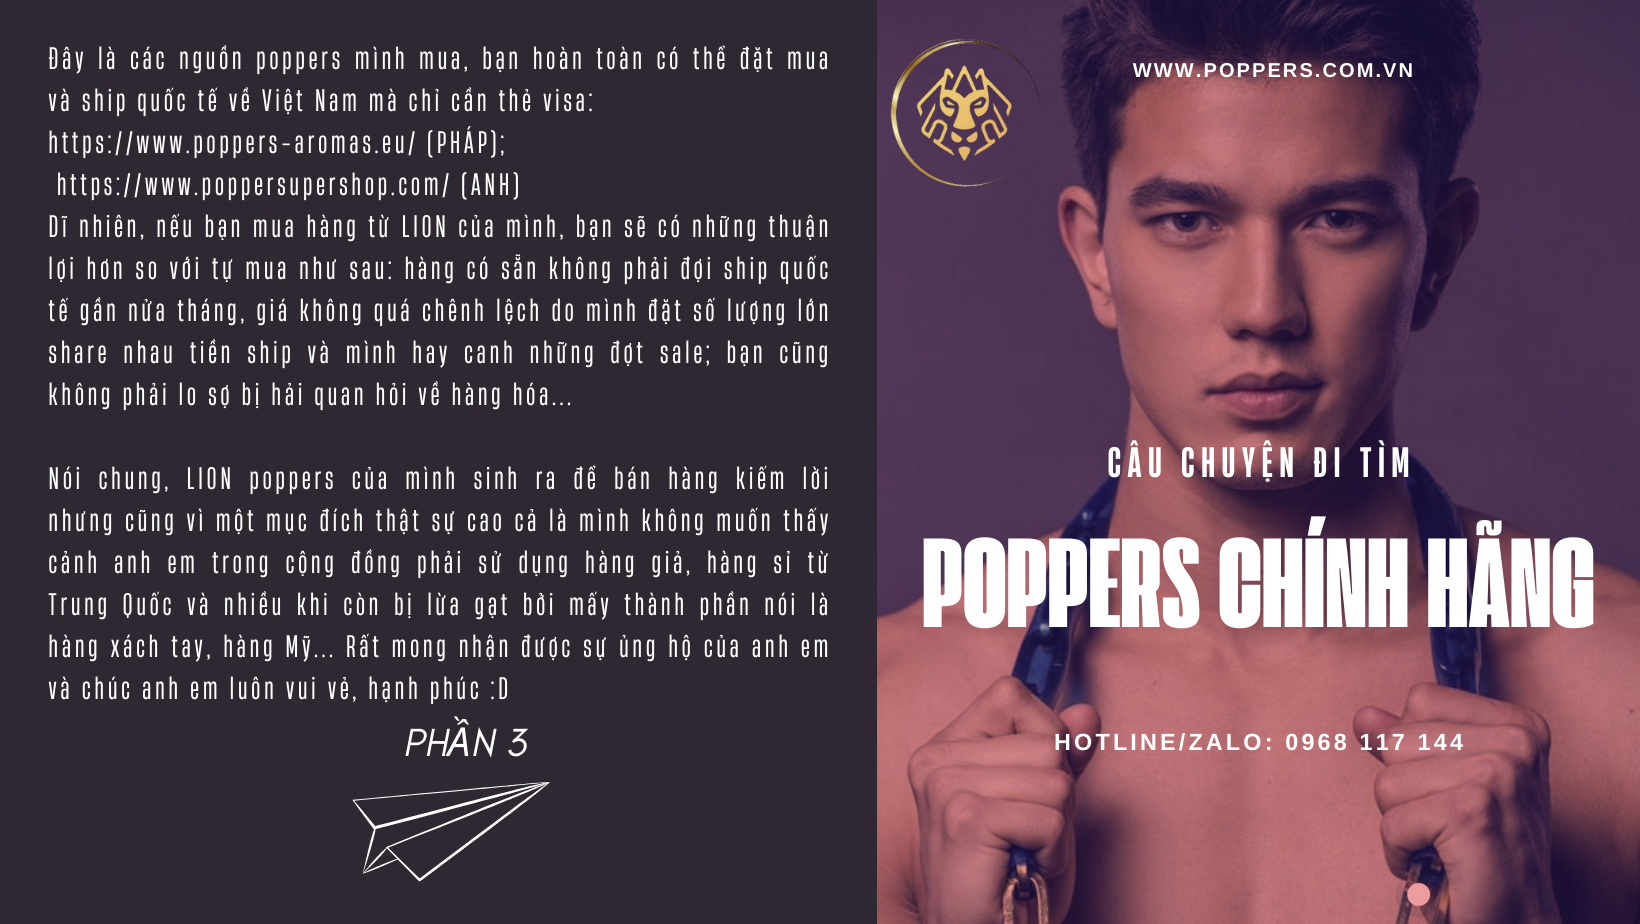 Đây là các nguồn poppers mình mua, bạn hoàn toàn có thể đặt mua
và ship quốc tế về Việt Nam mà chỉ cần thẻ visa:
https://www.poppers-aromas.eu/ (PHÁP);
https://www.poppersupershop.com/ (ANH)
Dĩ nhiên, nếu bạn mua hàng từ LION của mình, bạn sẽ có những thuận
lợi hơn so với tự mua như sau: hàng có sẵn không phải đợi ship quốc
tế gần nửa tháng, giá không quá chênh lệch do mình đặt số lượng lớn
share nhau tiền ship và mình hay canh những đợt sale; bạn cũng
không phải lo sợ bị hải quan hỏi về hàng hóa...
Nói chung, LION poppers của mình sinh ra để bán hàng kiếm lời
nhưng cũng vì một mục đích thật sự cao cả là mình không muốn thấy
cảnh anh em trong cộng đồng phải sử dụng hàng giả, hàng sỉ từ
Trung Quốc và nhiều khi còn bị lừa gạt bởi mấy thành phần nói là
hàng xách tay, hàng Mỹ... Rất mong nhận được sự ủng hộ của anh em
và chúc anh em luôn vui vẻ, hạnh phúc :D
PHẦN 3
WWW.POPPERS.COM.VN
CÂU CHUYỆN ĐI TÌM
POPPERS CHÍNH HÃNG
HOTLINE/ZALO: 0968 117 144